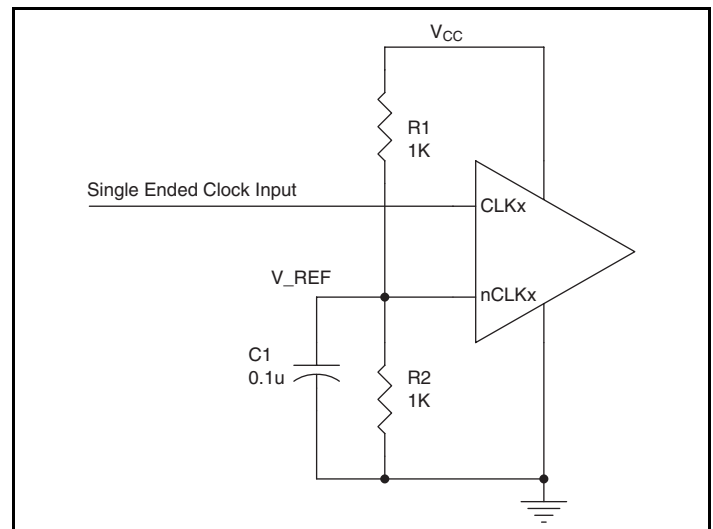 V_CC
R1
1K
Single Ended Clock Input
CLKx
V_REF
nCLKx
C1
0.1u
R2
1K